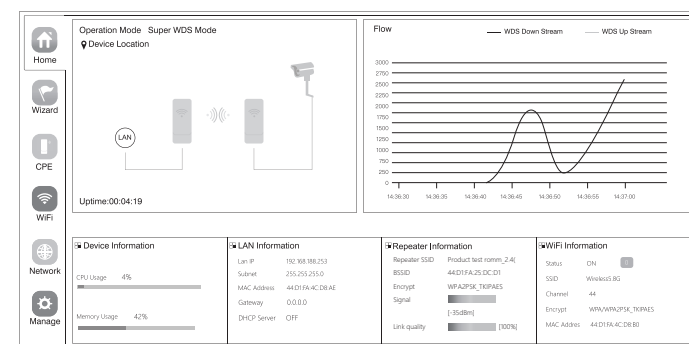 Home
Wizard
CPE
WiFi
Network
Manage
Operation Mode Super WDS Mode
Device Location
LAN
Uptime:00:04:19
Flow
WDS Down Stream
WDS Up Stream
3000
2750
2500
2250
2000
1750
1500
1250
1000
750
500
250
0
14:36:30 14:36:35 14:36:40 14:36:45 14:36:50 14:36:55 14:37:00
Device Information
CPU Usage 4%
Memory Usage 42%
LAN Information
Lan IP 192.168.188.253
Subnet 255.255.255.0
MAC Address 44:D1:FA:4C:D8:AE
Gateway 0.0.0.0
DHCP Server OFF
Repeater Information
Repeater SSID Product test romm_2.4(
BSSID 44:D1:FA:25:DC:D1
Encrypt WPA2PSK_TKIPAES
Signal
[-35dBm]
Link quality [100%]
WiFi Information
Status ON
SSID Wireless5.8G
Channel 44
Encrypt WPA/WPA2PSK_TKIPAES
MAC Addres 44:D1:FA:4C:D8:B0